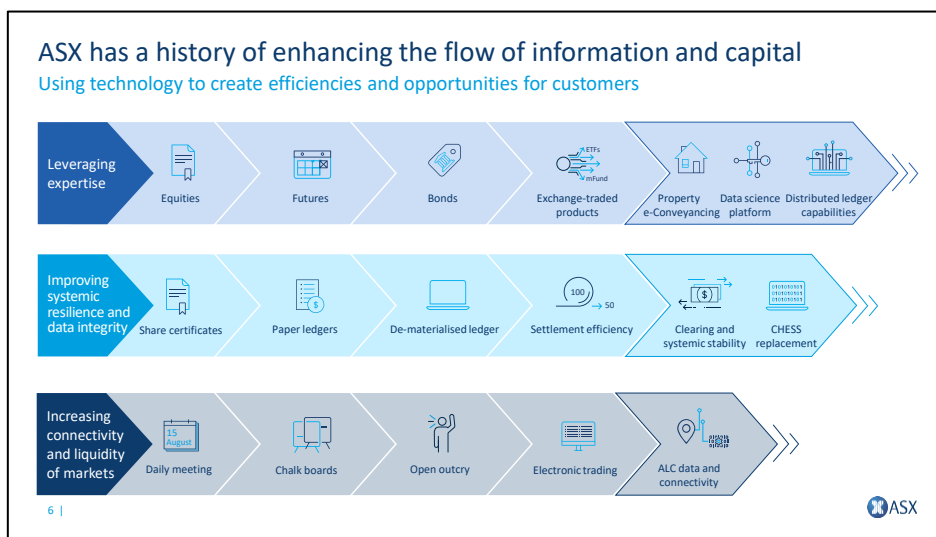 ASX has a history of enhancing the flow of information and capital
Using technology to create efficiencies and opportunities for customers
Leveraging
expertise
Equities
Futures
Bonds
ETFs
mFund
Exchange-traded
products
Property
e-Conveyancing
Data science
platform
Distributed ledger
capabilities
Improving
systemic
resilience and
data integrity
Share certificates
$
Paper ledgers
De-materialised ledger
100
50
Settlement efficiency
$
Clearing and
systemic stability
010101010101
010101010101
010101010101
CHESS
replacement
Increasing
connectivity
and liquidity
of markets
15
August
Daily meeting
Chalk boards
Open outcry
Electronic trading
ALC data and
connectivity
6 |
ASX